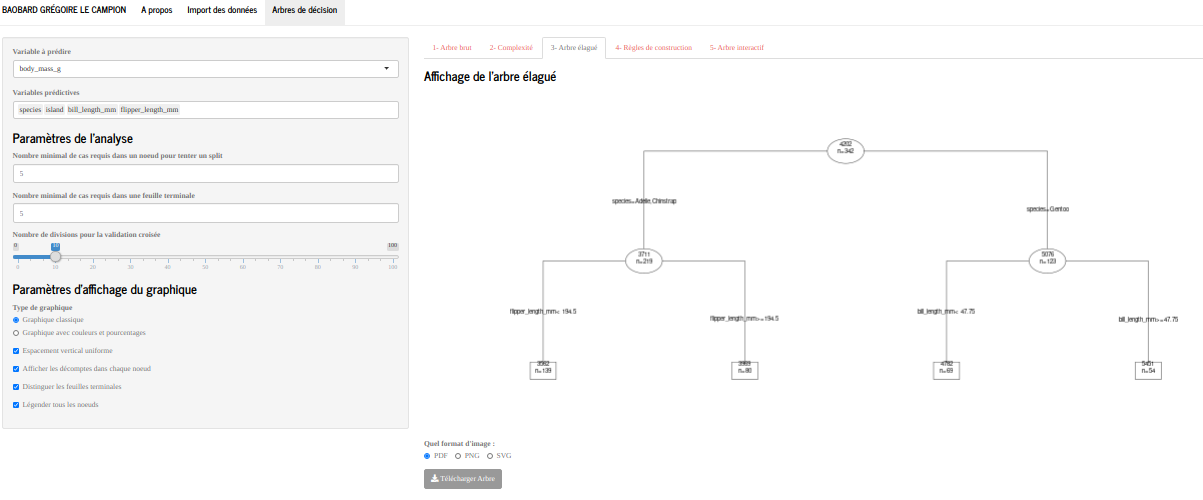 BAOBARD GRÉGOIRE LE CAMPION A propos Import des données Arbres de décision
Variable à prédire
body_mass_g
Variables prédictives
species island bill_length_mm flipper_length_mm
Paramètres de l'analyse
Nombre minimal de cas requis dans un noeud pour tenter un split
5
Nombre minimal de cas requis dans une feuille terminale
5
Nombre de divisions pour la validation croisée
0 10 100
0 10 20 30 40 50 60 70 80 90 100
Paramètres d'affichage du graphique
Type de graphique
Graphique classique
Graphique avec couleurs et pourcentages
Espacement vertical uniforme
Afficher les décomptes dans chaque noeud
Distinguer les feuilles terminales
Légender tous les noeuds
1- Arbre brut 2- Complexité 3- Arbre élagué 4- Règles de construction 5- Arbre interactif
Affichage de l'arbre élagué
4202
n=342
species=Adelie,Chinstrap
species=Gentoo
3711
n=219
5076
n=123
flipper_length_mm< 194.5
flipper_length_mm>=194.5
bill_length_mm< 47.75
bill_length_mm>=47.75
3562
n=139
n=80
4782
n=69
5451
n=54
Quel format d'image :
PDF PNG SVG
Télécharger Arbre